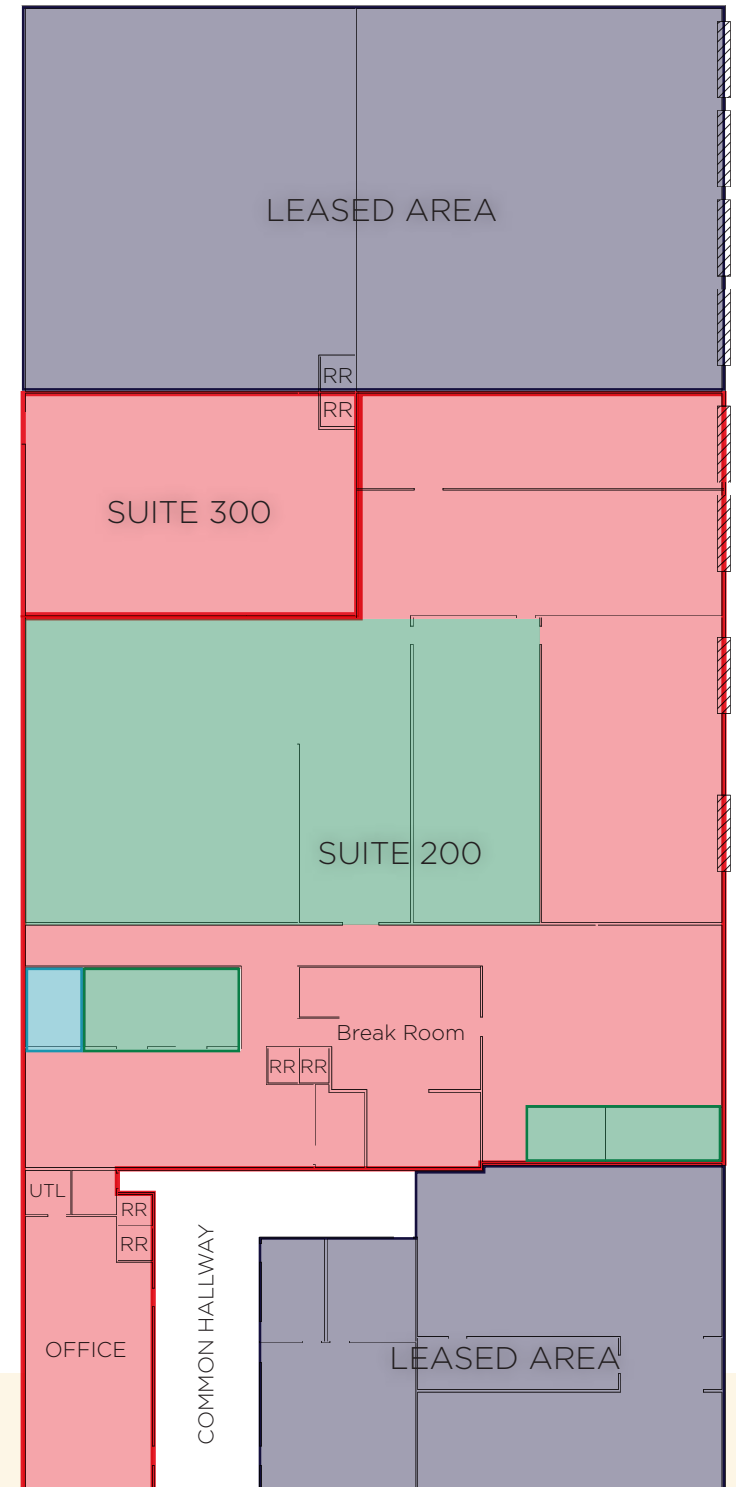 LEASED AREA
RR
RR
SUITE 300
SUITE 200
Break Room
RR RR
UTL
RR
RR
COMMON HALLWAY
OFFICE
LEASED AREA